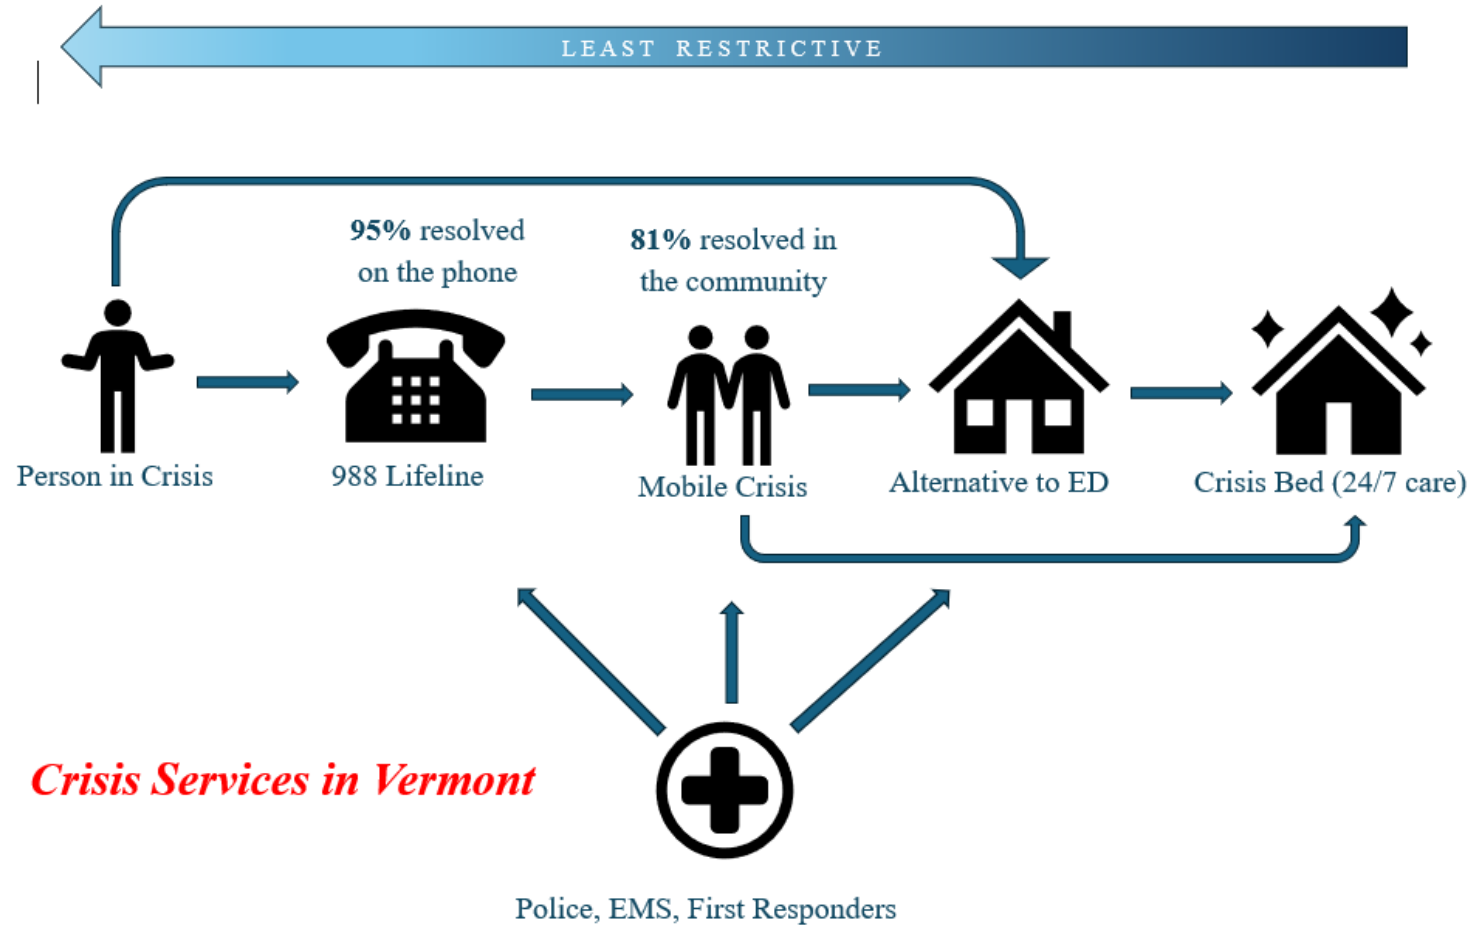 LEAST RESTRICTIVE
95% resolved
on the phone
81% resolved in
the community
Person in Crisis
988 Lifeline
Mobile Crisis
Alternative to ED
Crisis Bed (24/7 care)
Crisis Services in Vermont
Police, EMS, First Responders